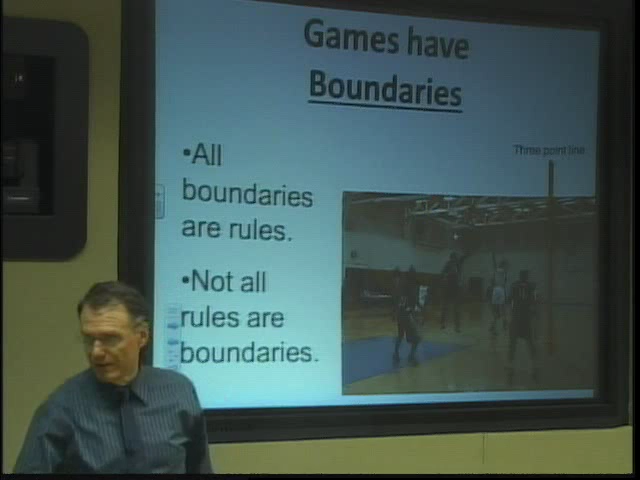 Games have
Boundaries
•All
boundaries
are rules.
•Not all
rules are
boundaries.
Three point line